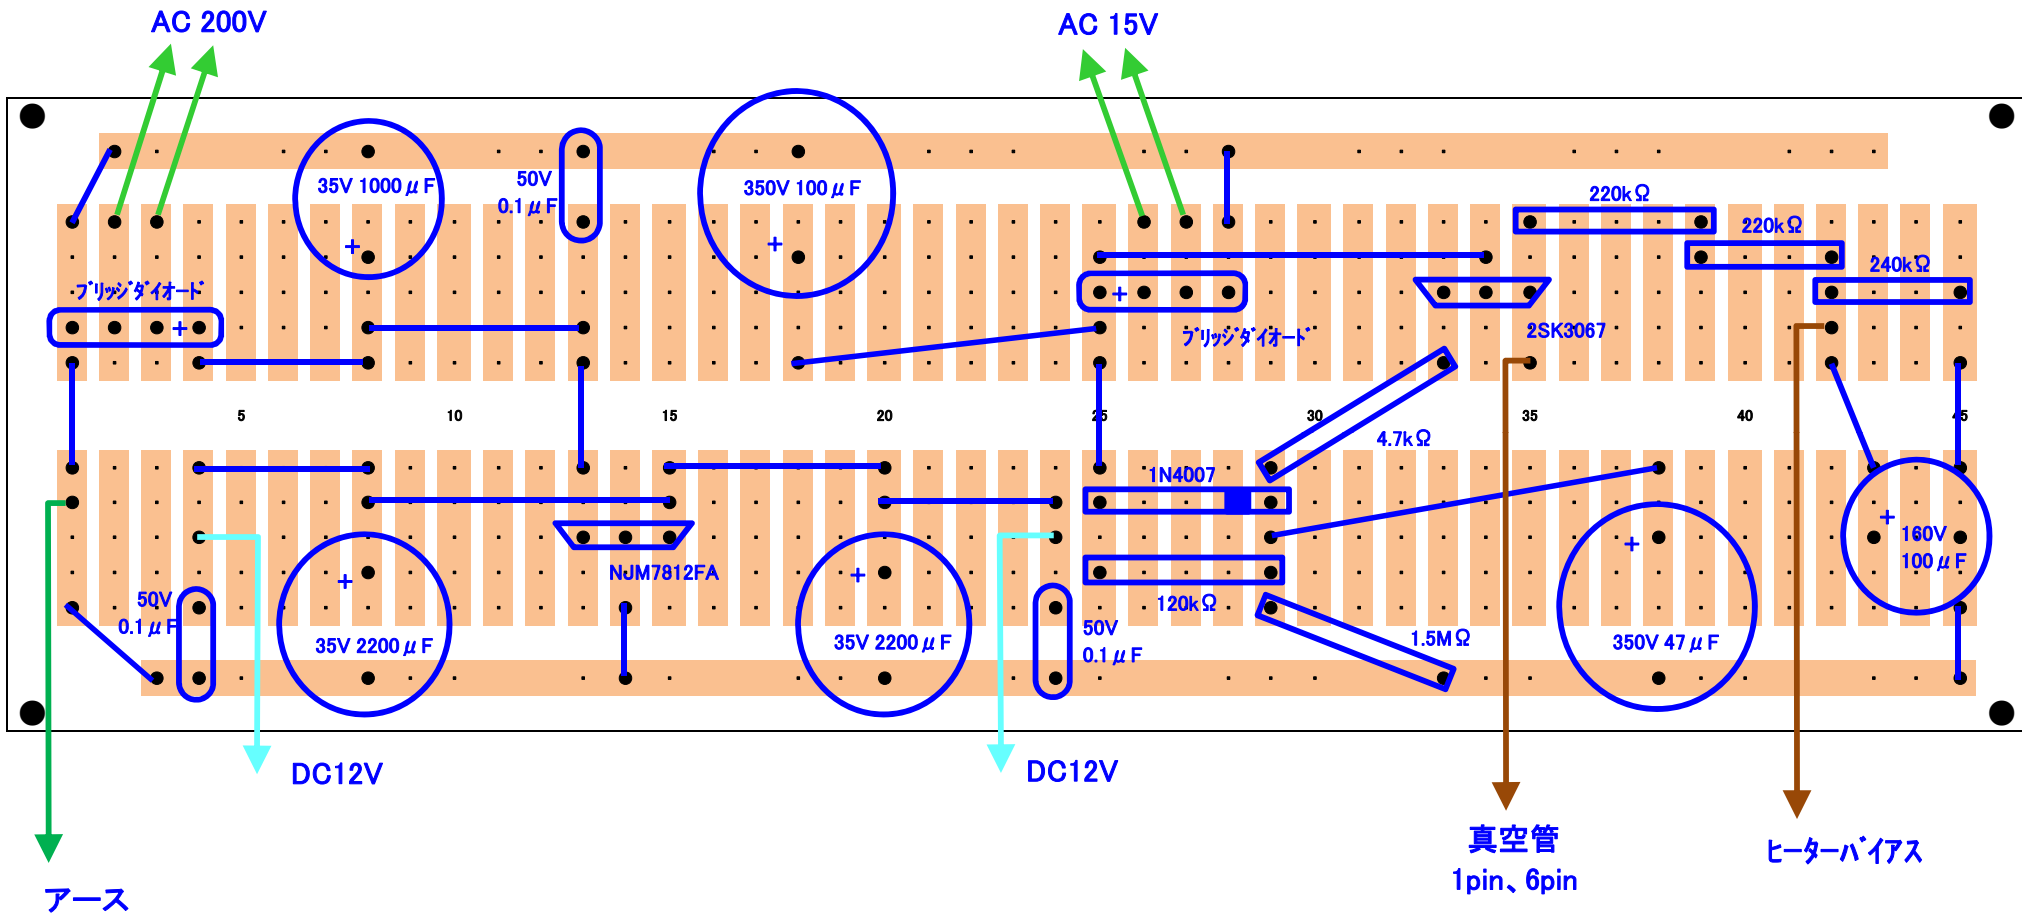 AC 200V
AC 15V
35V 1000μF
50V
0.1μF
350V 100μF
220kΩ
220kΩ
240kΩ
ブリッジダイオード
+
+
+
+
ブリッジダイオード
2SK3067
5
10
15
20
25
30
35
40
45
4.7kΩ
1N4007
NJM7812FA
+
+
+
+
160V
100μF
50V
0.1μF
120kΩ
35V 2200μF
35V 2200μF
50V
0.1μF
1.5MΩ
350V 47μF
DC12V
DC12V
真空管
1pin、6pin
ヒーターバイアス
アース